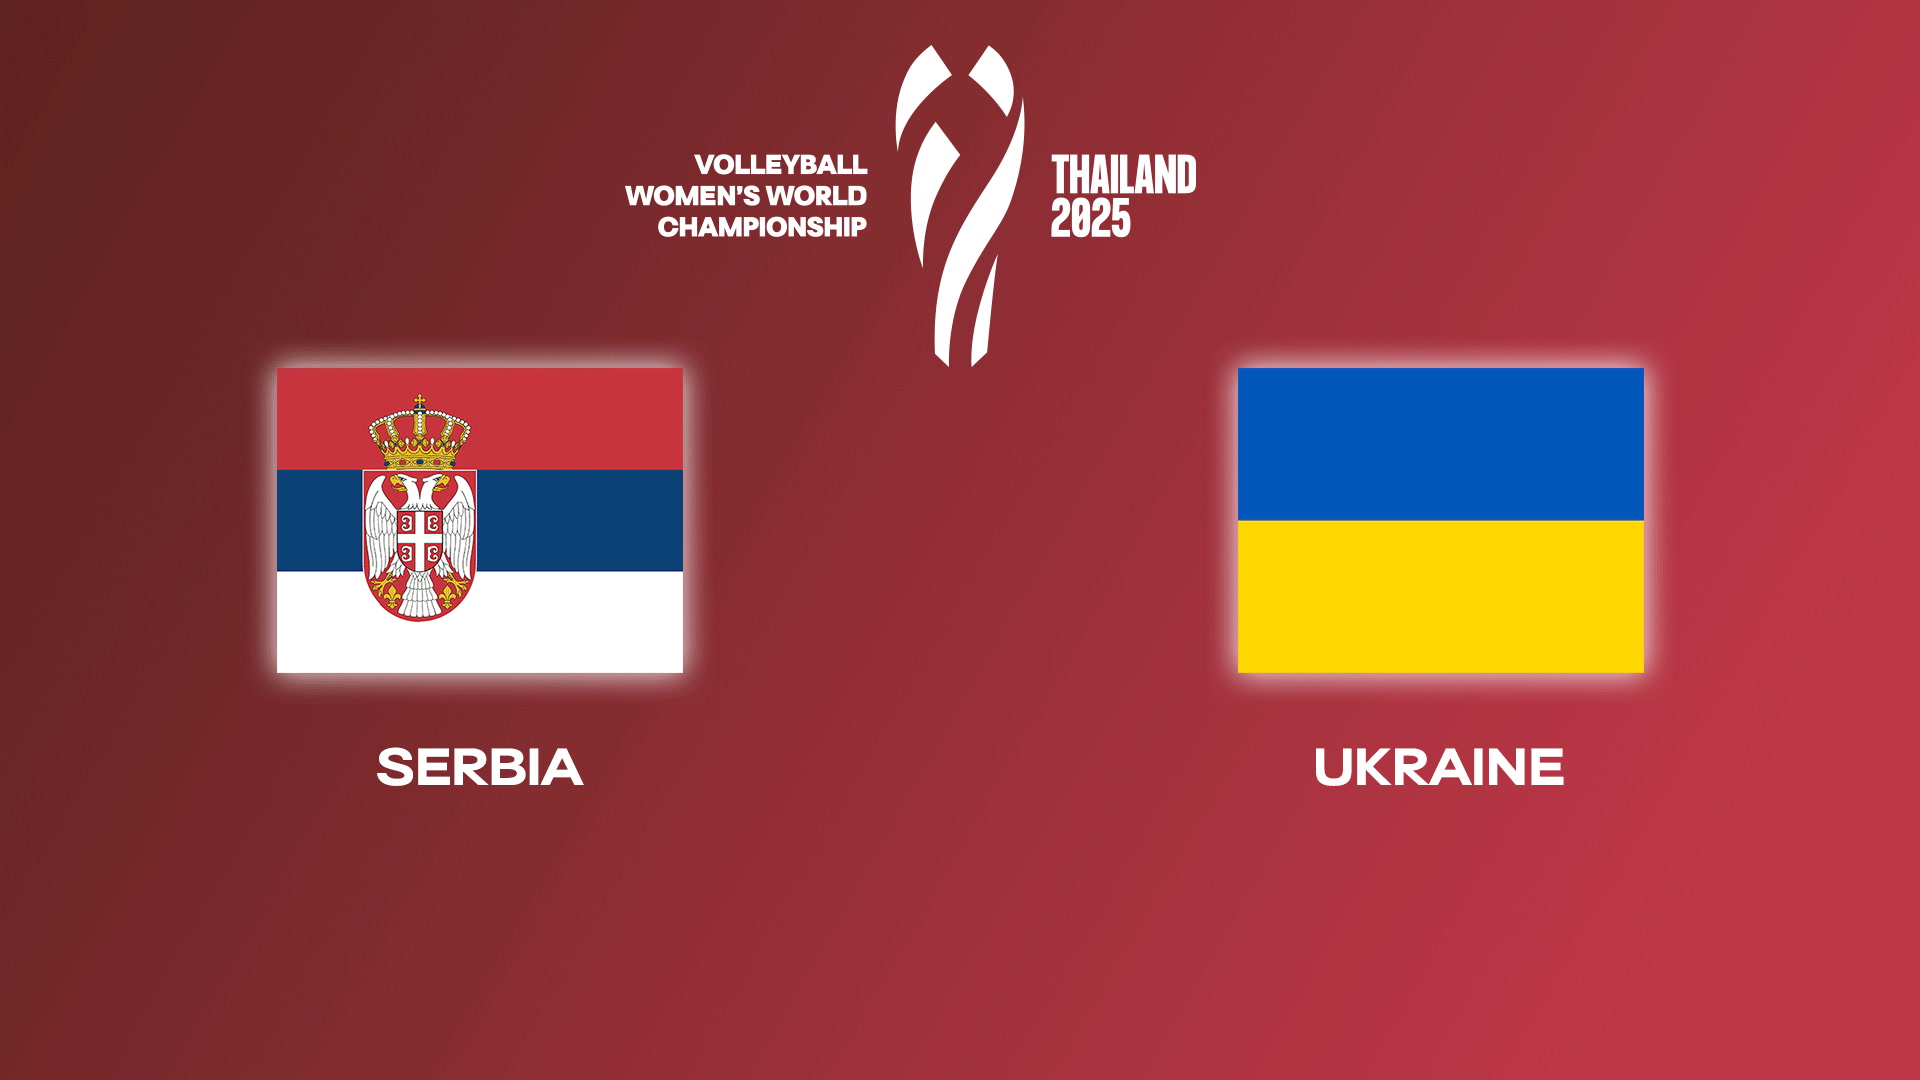 VOLLEYBALL
WOMEN'S WORLD
CHAMPIONSHIP
THAILAND
2025
SERBIA
UKRAINE